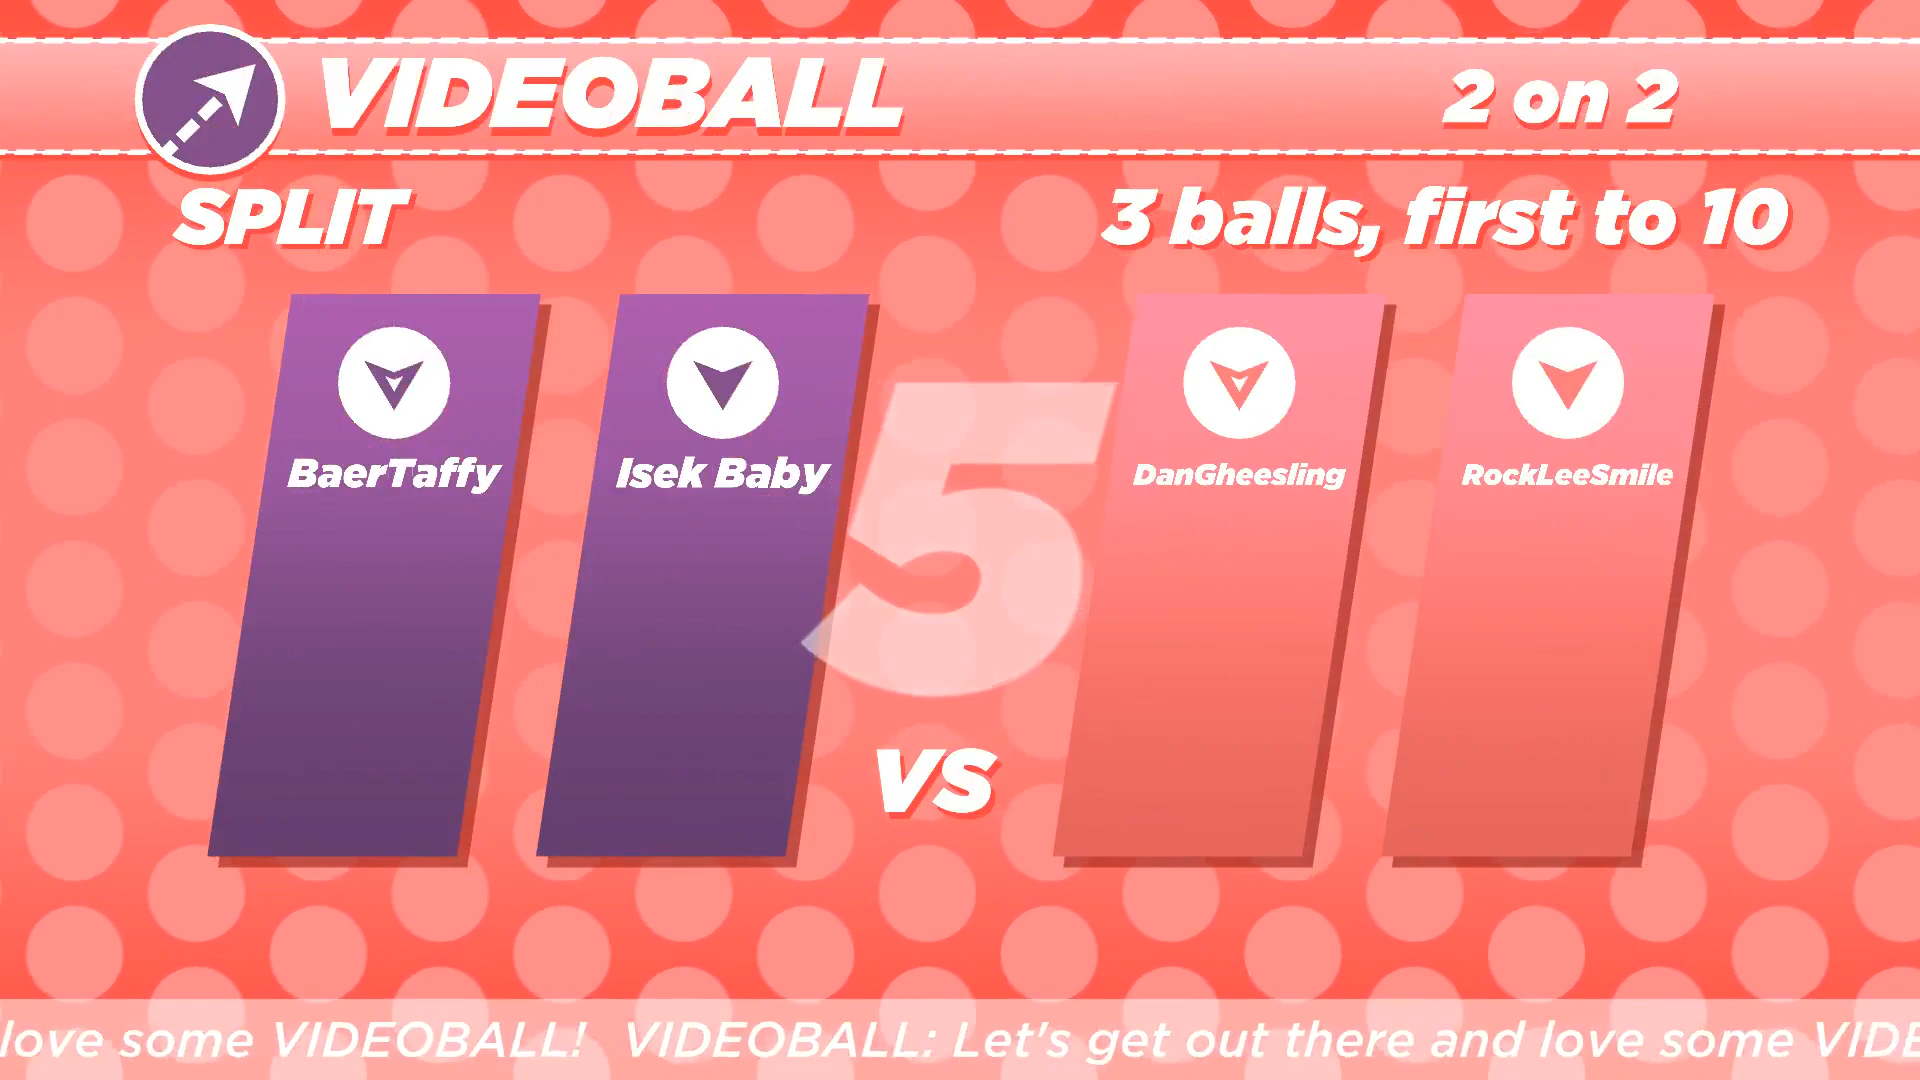 VIDEOBALL
2 on 2
SPLIT
3 balls, first to 10
BaerTaffy
Isek Baby
5
DanGheesling
RockLeeSmile
VS
love some VIDEOBALL! VIDEOBALL: Let's get out there and love some VIDE